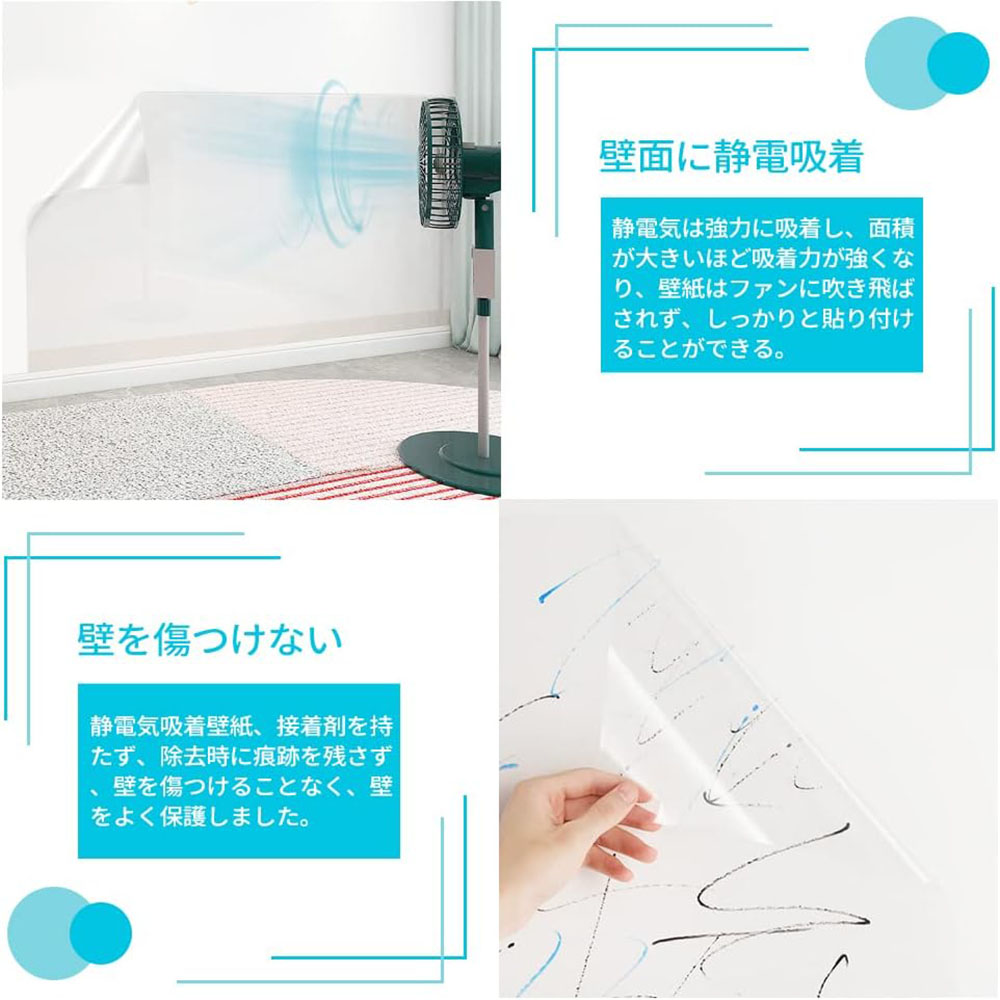 壁面に静電吸着
静電気は強力に吸着し、面積
が大きいほど吸着力が強くな
り、壁紙はファンに吹き飛ば
されず、しっかりと貼り付け
ることができる。
壁を傷つけない
静電気吸着壁紙、接着剤を持
たず、除去時に痕跡を残さず
、壁を傷つけることなく、壁
をよく保護しました。